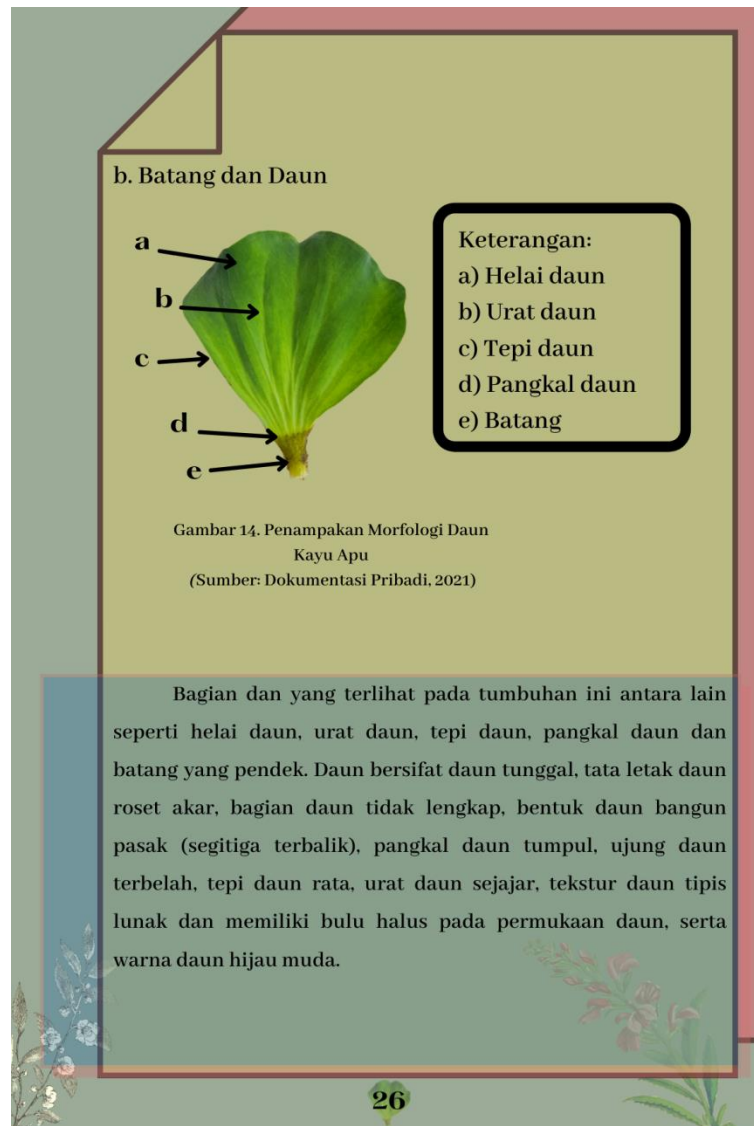 b. Batang dan Daun
a
b
c
d
e
Keterangan:
a) Helai daun
b) Urat daun
c) Tepi daun
d) Pangkal daun
e) Batang
Gambar 14. Penampakan Morfologi Daun
Kayu Apu
(Sumber: Dokumentasi Pribadi, 2021)
Bagian dan yang terlihat pada tumbuhan ini antara lain
seperti helai daun, urat daun, tepi daun, pangkal daun dan
batang yang pendek. Daun bersifat daun tunggal, tata letak daun
roset akar, bagian daun tidak lengkap, bentuk daun bangun
pasak (segitiga terbalik), pangkal daun tumpul, ujung daun
terbelah, tepi daun rata, urat daun sejajar, tekstur daun tipis
lunak dan memiliki bulu halus pada permukaan daun, serta
warna daun hijau muda.
26